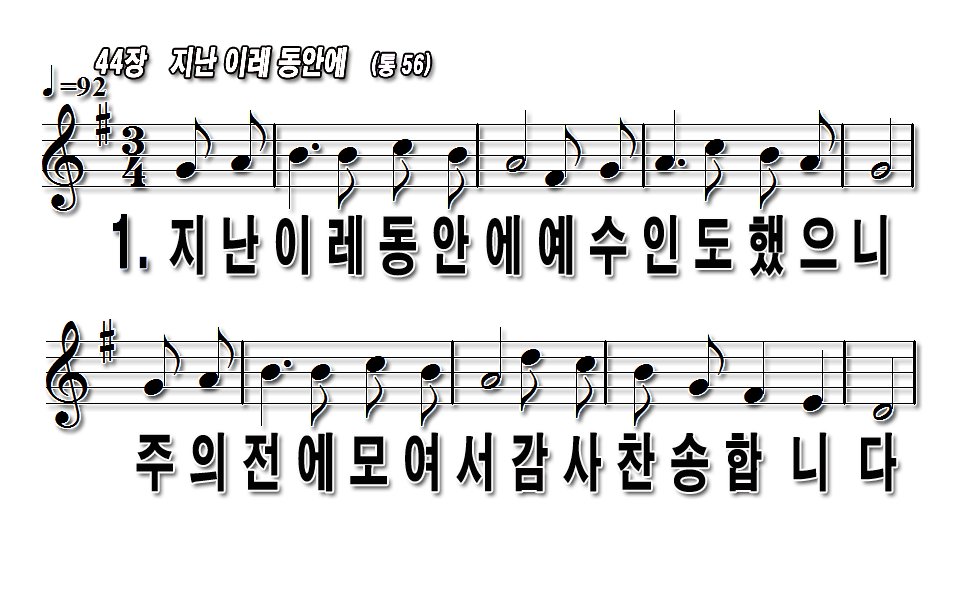 44장 지난 이레 동안에 (통 56)
♩=92
3/4
1. 지난이레동안에예수인도했으니
주의전에모여서감사찬송합니다